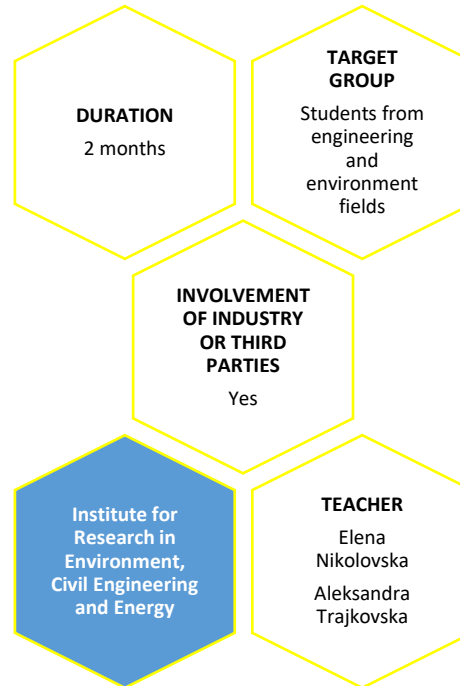 DURATION
2 months
TARGET
GROUP
Students from
engineering
and
environment
fields
INVOLVEMENT
OF INDUSTRY
OR THIRD
PARTIES
Yes
Institute for
Research in
Environment,
Civil Engineering
and Energy
TEACHER
Elena
Nikolovska
Aleksandra
Trajkovska